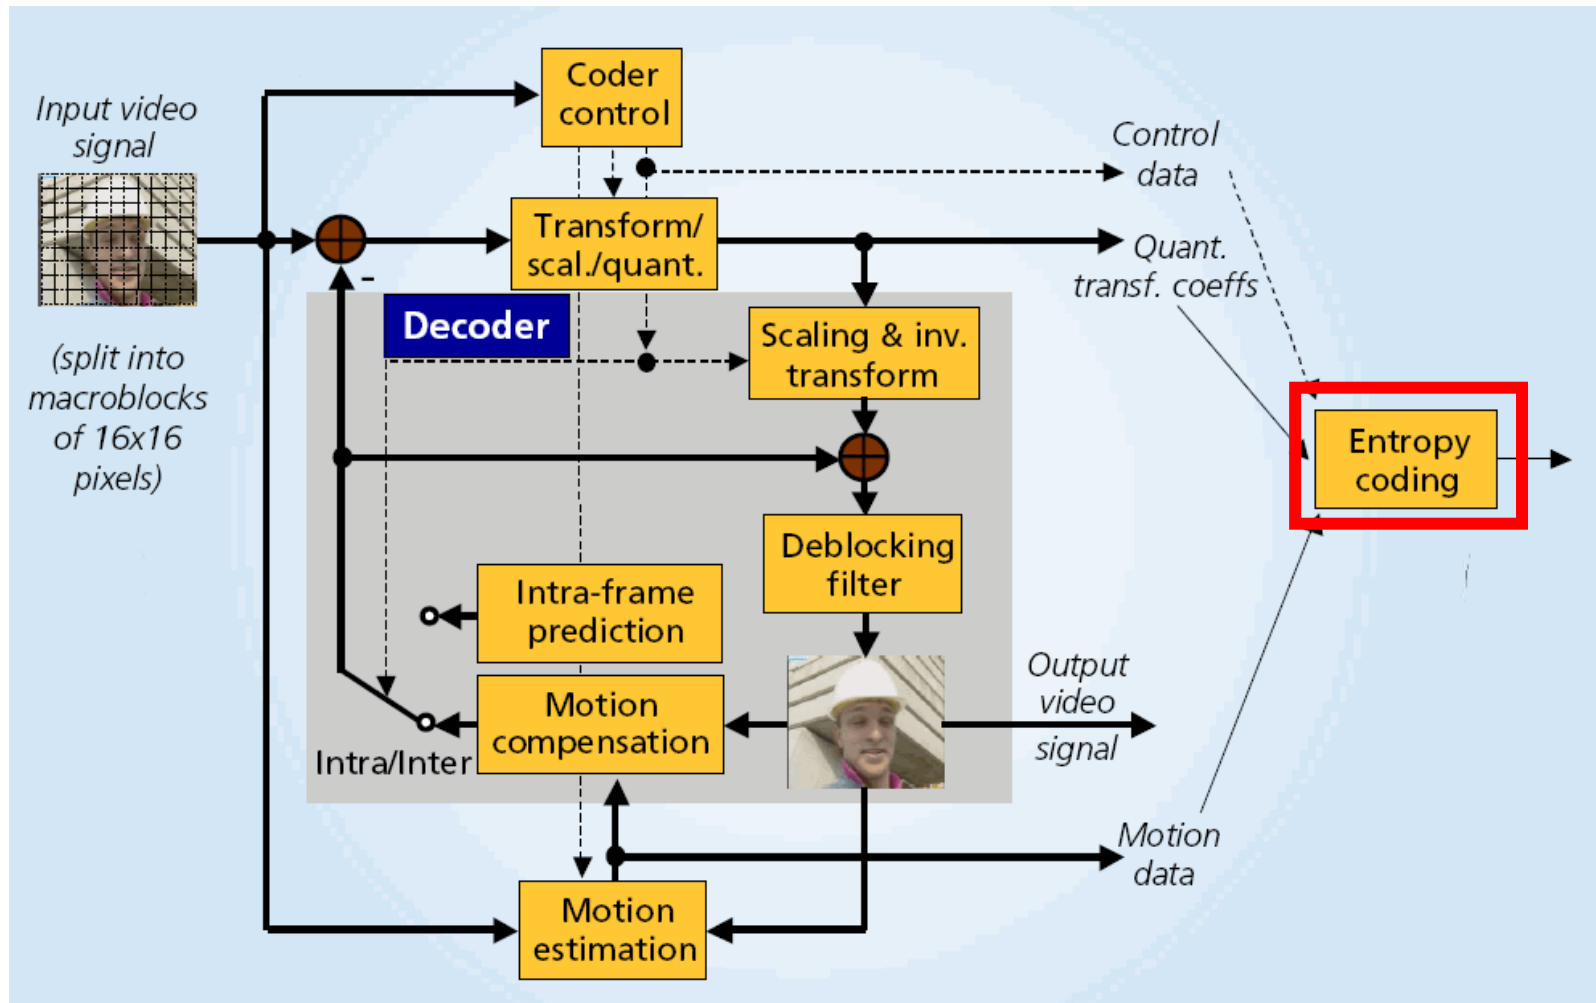 Coder
control
Input video
signal
Control
data
Transform/
scal./quant.
Quant.
transf. coeffs
-
Decoder
(split into
macroblocks
of 16x16
pixels)
Scaling & inv.
transform
Entropy
coding
Deblocking
filter
Intra-frame
prediction
Output
video
signal
Motion
compensation
Intra/Inter
Motion
data
Motion
estimation